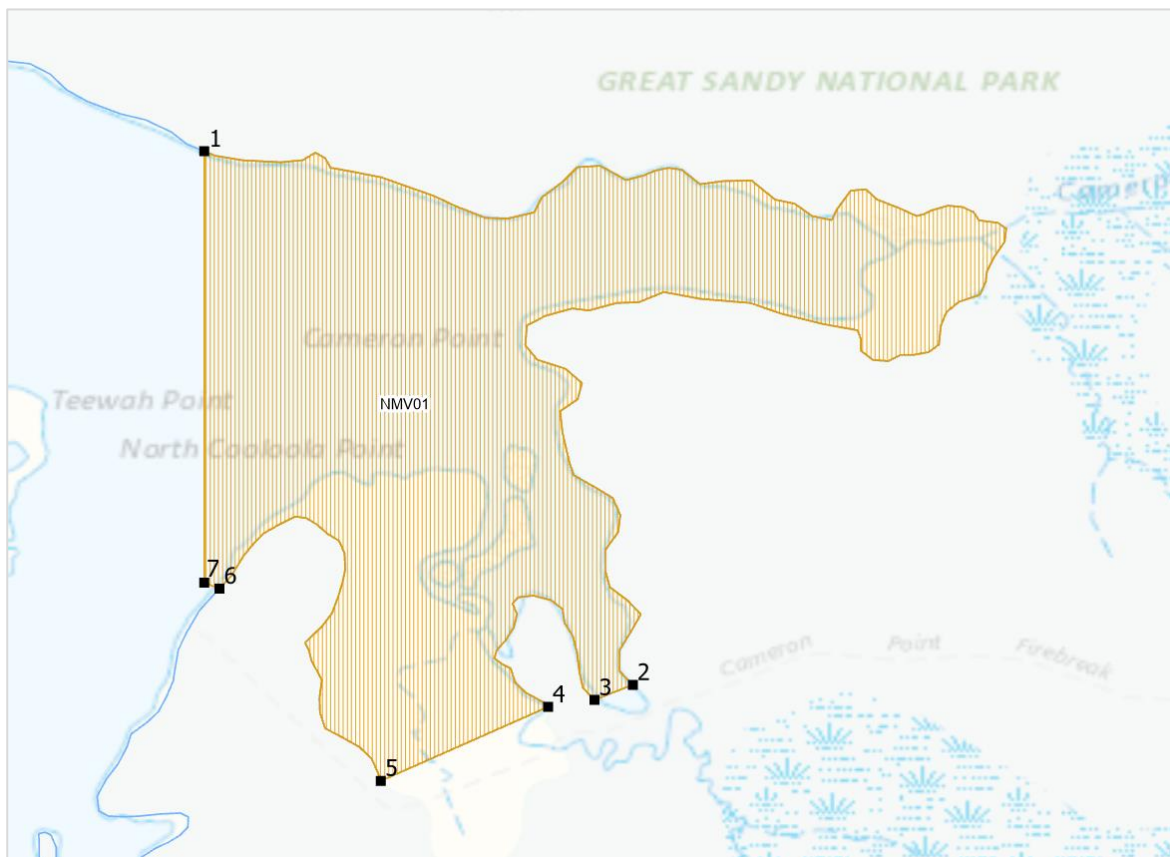 GREAT SANDY NATIONAL PARK
1
Cameron Point
Teewah Point
NMV01
North Cooloola Point
7
6
Cameron Point Firebreak
2
3
4
5